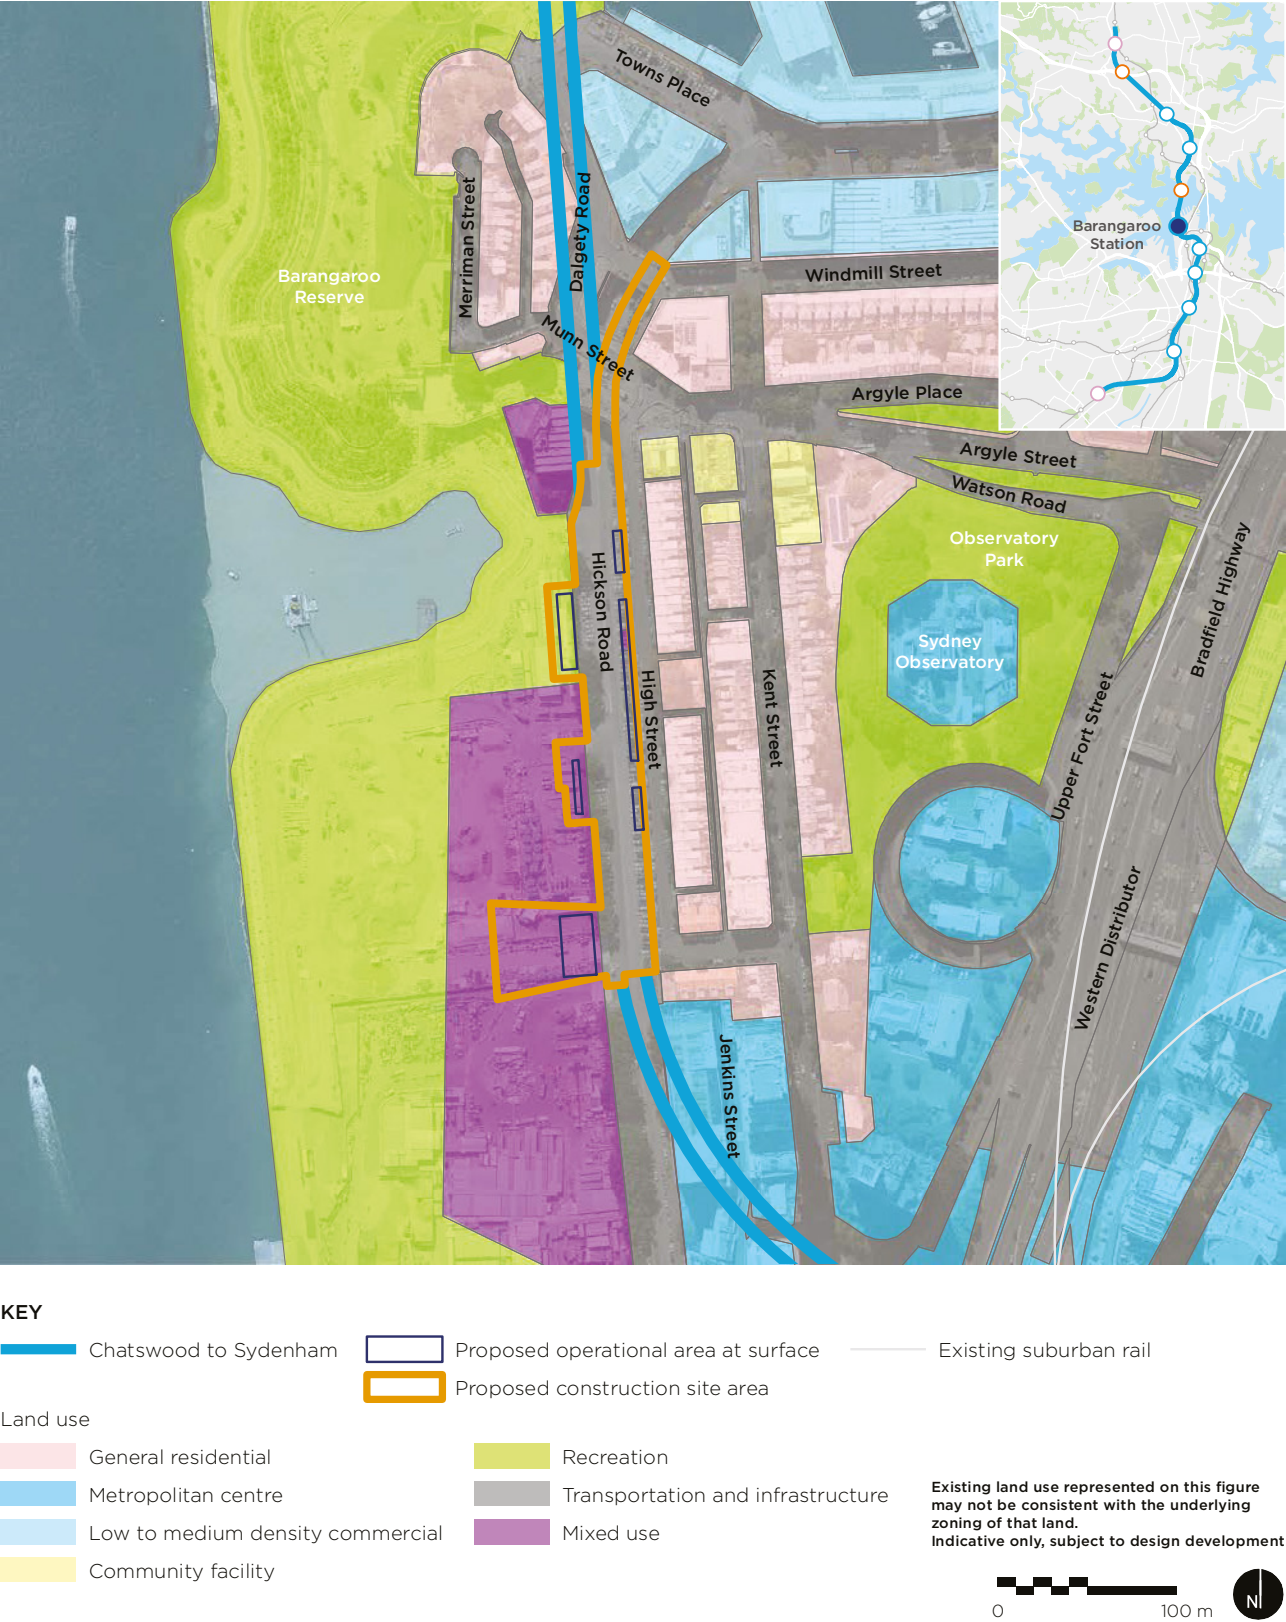 Towns Place
Barangaroo
Station
Merriman Street
Dalgety Road
Barangaroo
Reserve
Windmill Street
Munn Street
Argyle Place
Argyle Street
Watson Road
Observatory
Park
Bradfield Highway
Hickson Road
Sydney
Observatory
High Street
Kent Street
Upper Fort Street
Western Distributor
Jenkins Street
KEY
Chatswood to Sydenham
Proposed operational area at surface
Existing suburban rail
Proposed construction site area
Land use
General residential
Recreation
Metropolitan centre
Transportation and infrastructure
Low to medium density commercial
Mixed use
Community facility
Existing land use represented on this figure
may not be consistent with the underlying
zoning of that land.
Indicative only, subject to design development
0
100 m
N